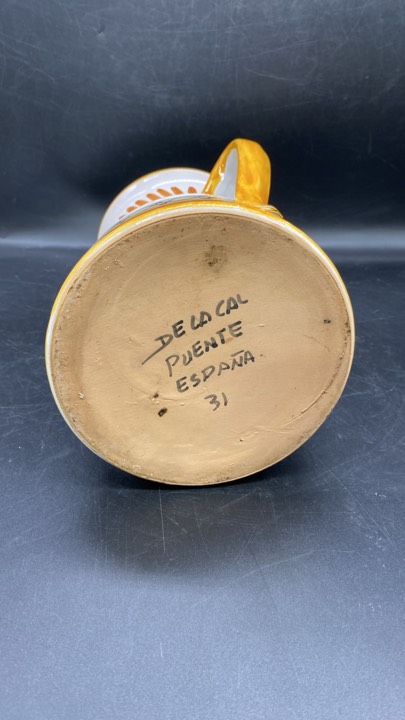 DE LA CAL
PUENTE
ESPAÑA.
31